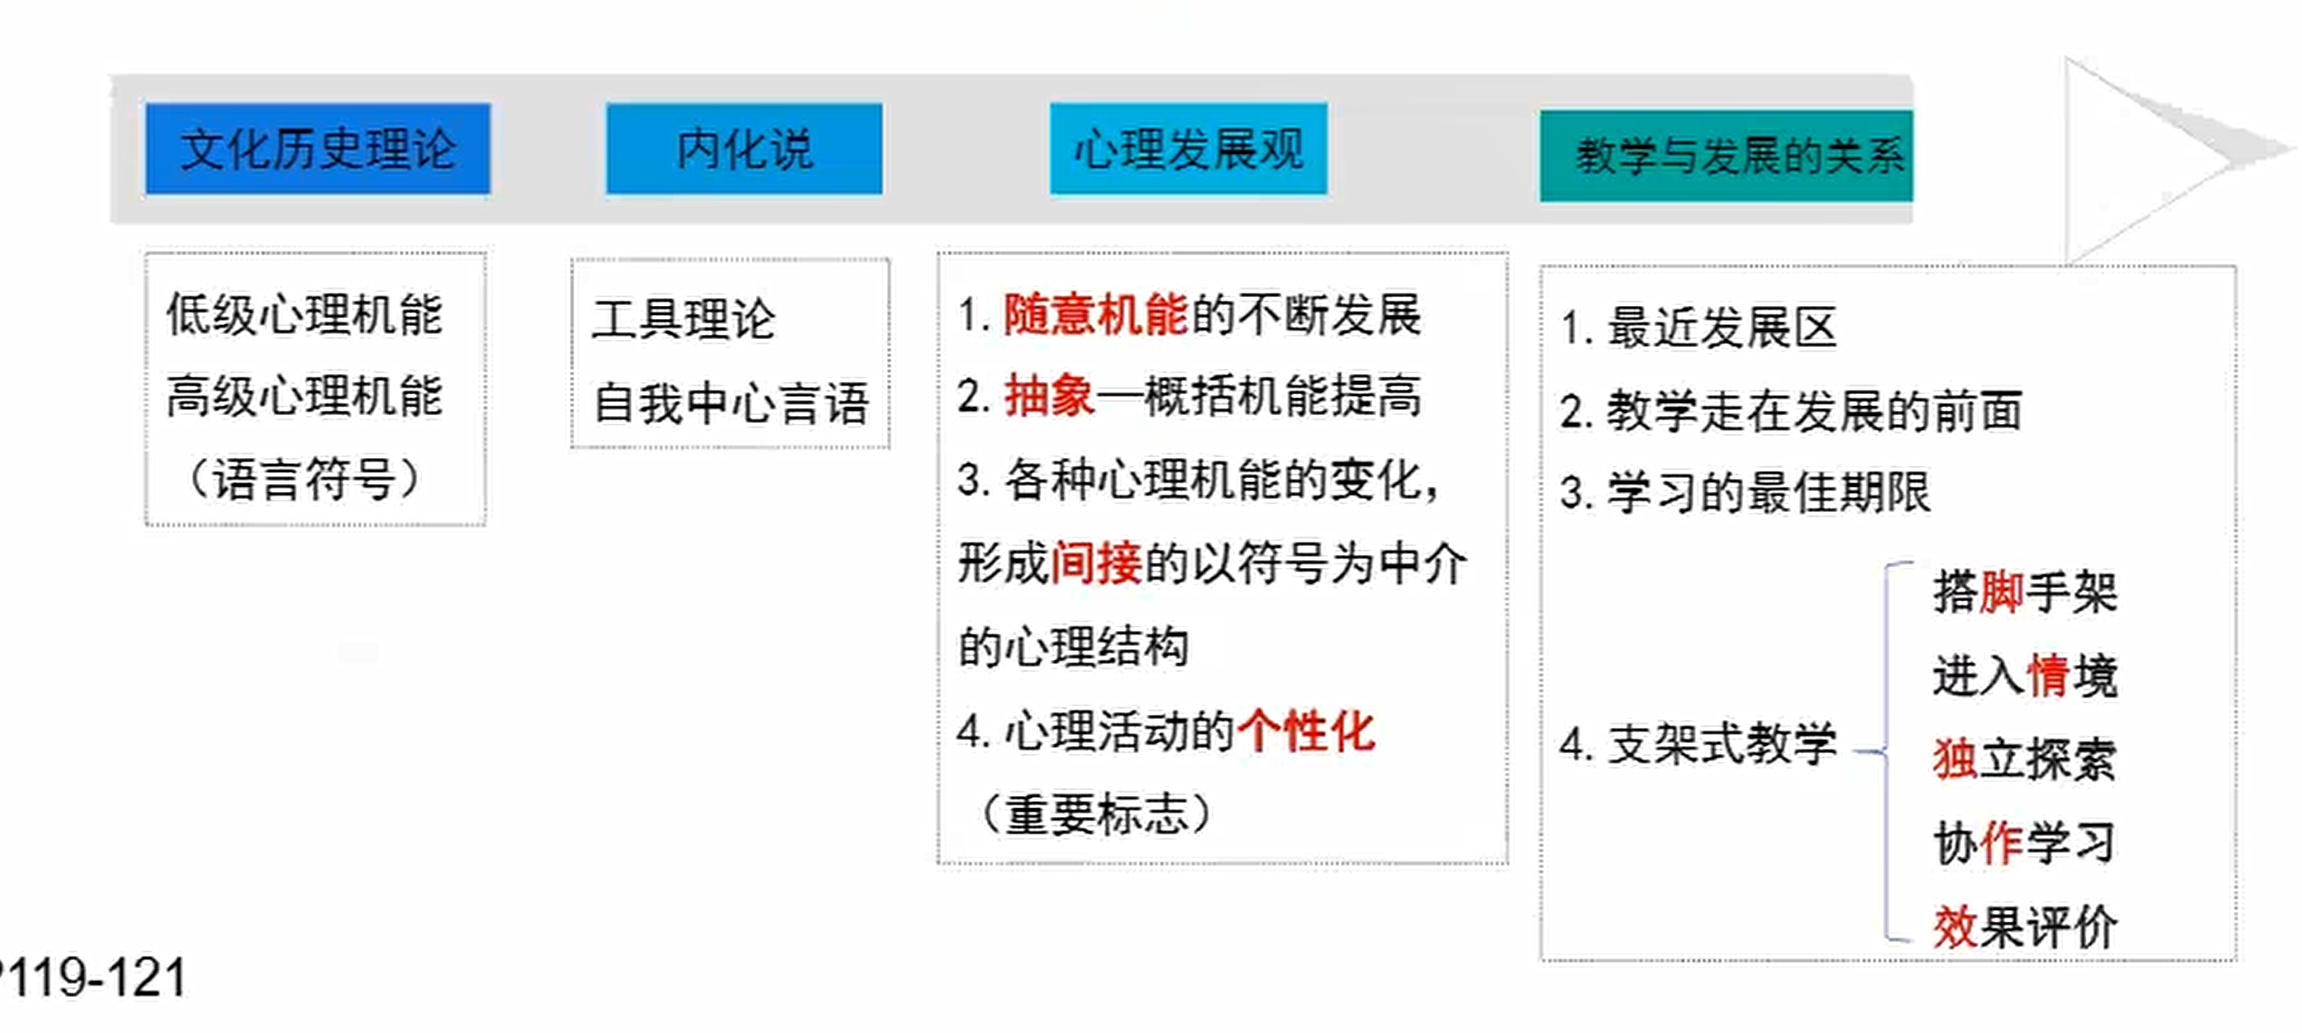 文化历史理论
内化说
心理发展观
教学与发展的关系
低级心理机能
高级心理机能
（语言符号）
工具理论
自我中心言语
1. 随意机能的不断发展
2. 抽象—概括机能提高
3. 各种心理机能的变化，
形成间接的以符号为中介
的心理结构
4. 心理活动的个性化
（重要标志）
1. 最近发展区
2. 教学走在发展的前面
3. 学习的最佳期限
4. 支架式教学
搭脚手架
进入情境
独立探索
协作学习
效果评价
P119-121